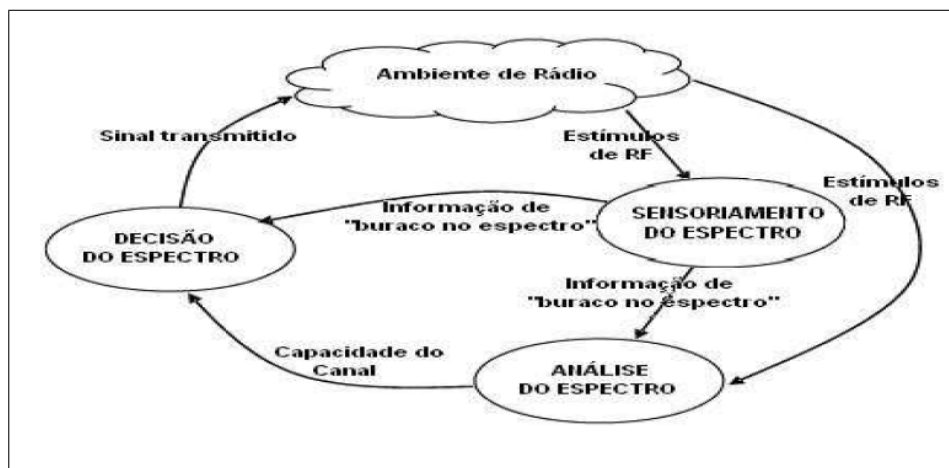 Ambiente de Rádio
Sinal transmitido
Estímulos
de RF
Estímulos
de RF
Informação de
"buraco no espectro"
SENSORIAMENTO
DO ESPECTRO
DECISÃO
DO ESPECTRO
Informação de
"buraco no espectro"
Capacidade do
Canal
ANÁLISE
DO ESPECTRO